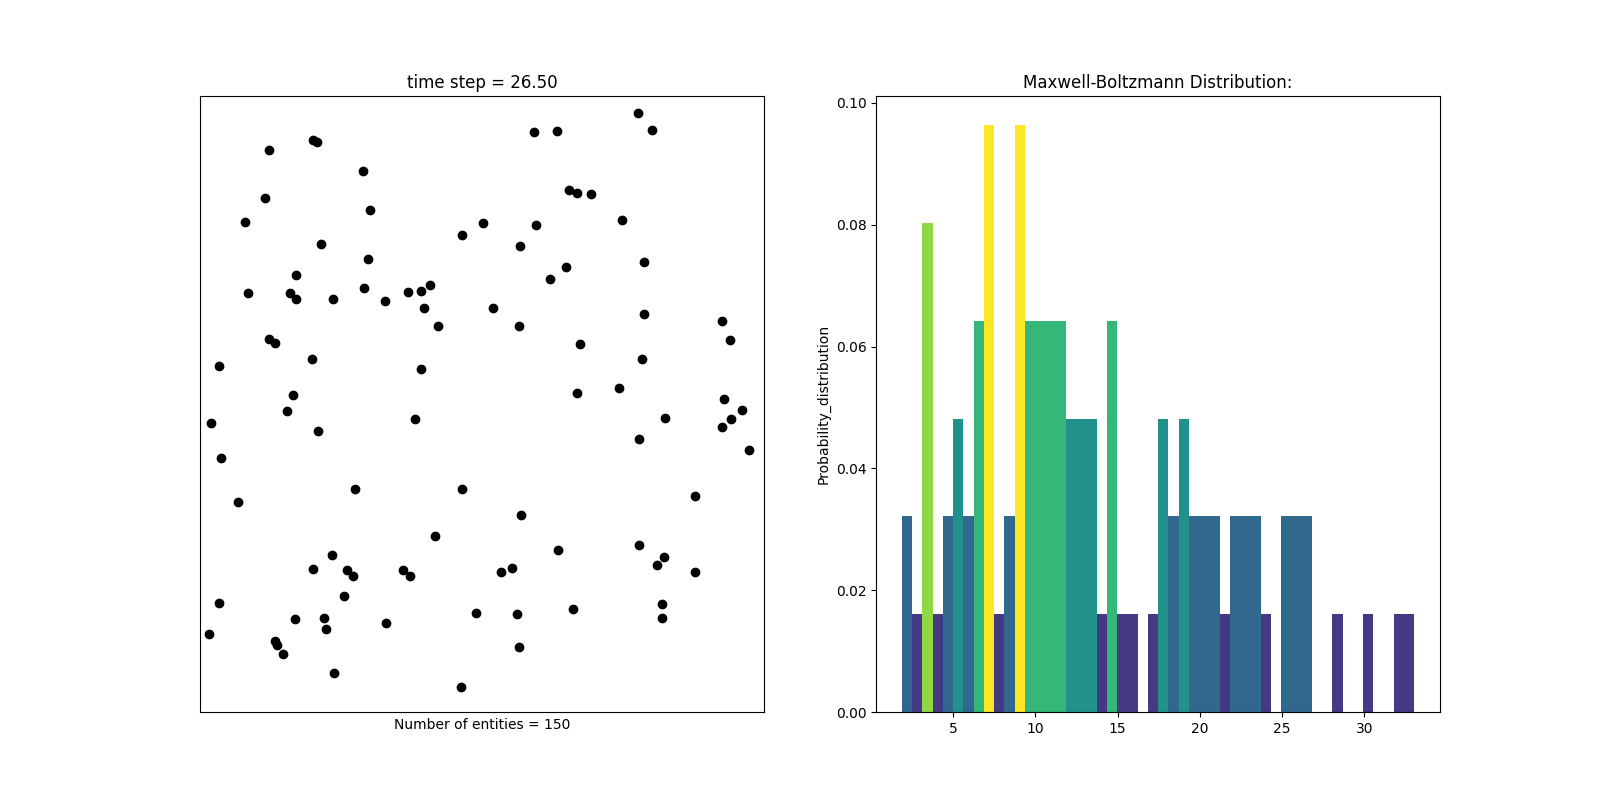 time step = 26.50
Number of entities = 150
Maxwell-Boltzmann Distribution:
Probability_distribution
0.10
0.08
0.06
0.04
0.02
0.00
5 10 15 20 25 30